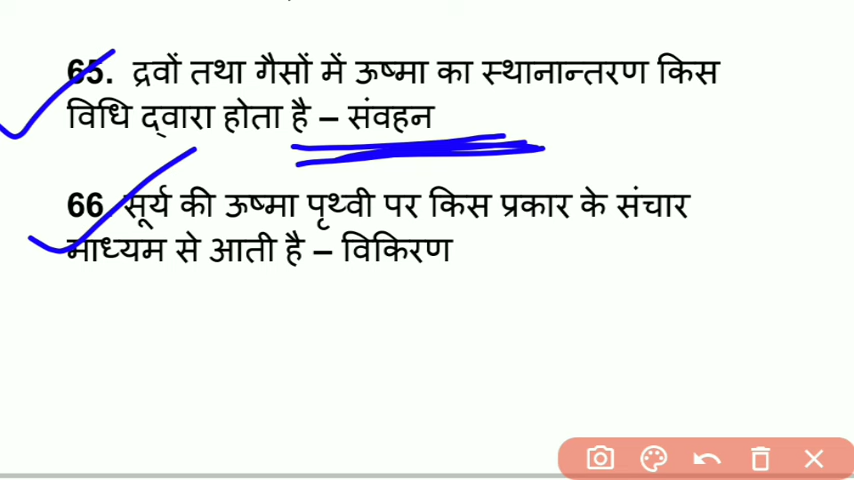 65. द्रवों तथा गैसों में ऊष्मा का स्थानान्तरण किस
विधि द्वारा होता है – संवहन
66. सूर्य की ऊष्मा पृथ्वी पर किस प्रकार के संचार
माध्यम से आती है – विकिरण